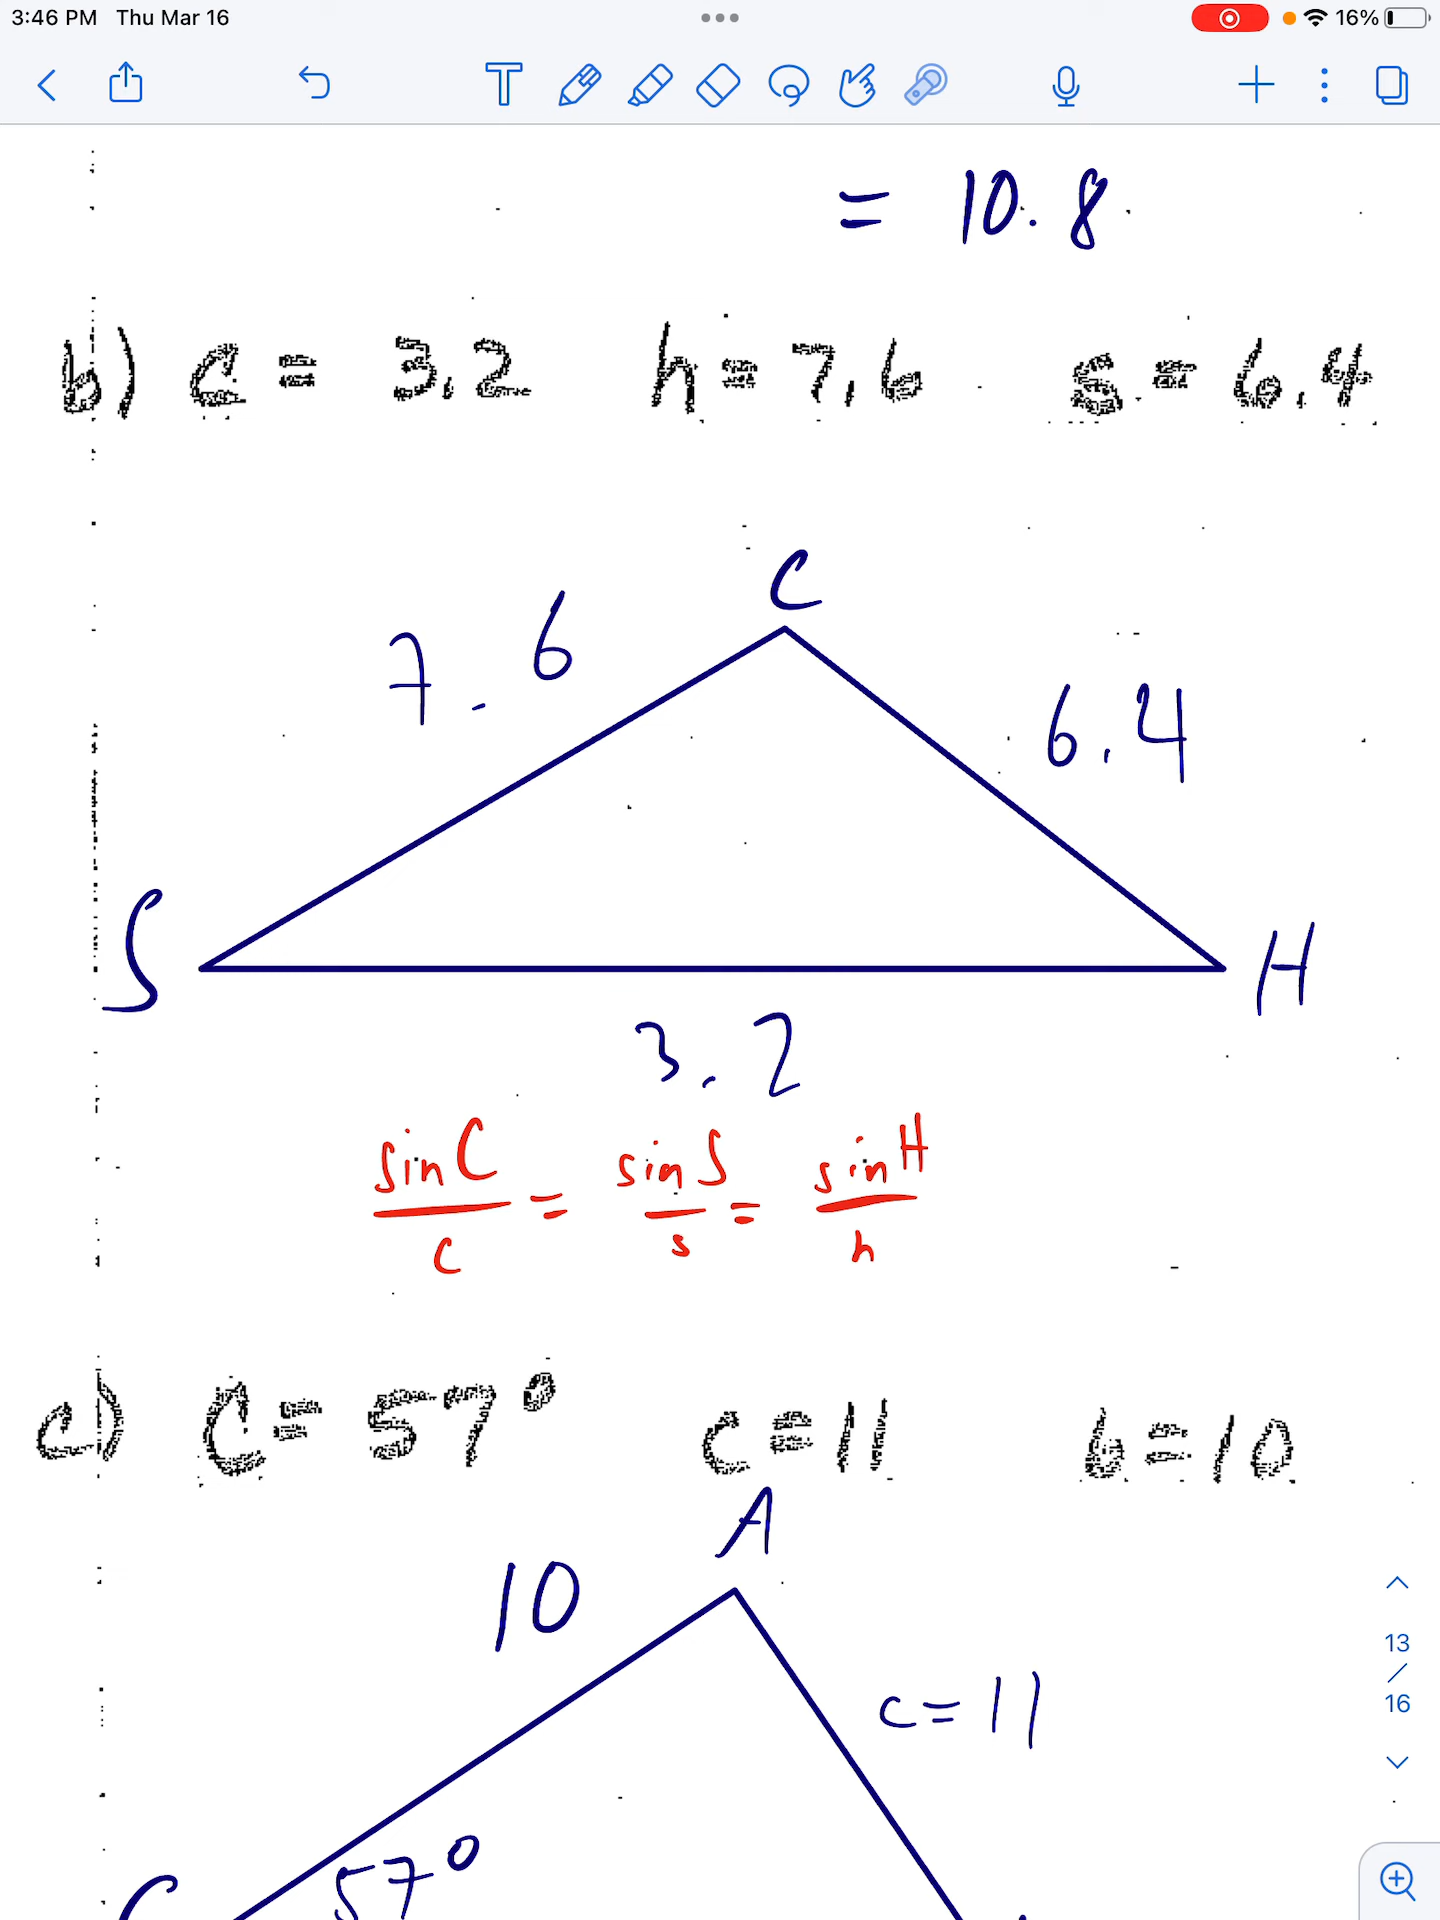 3:46 PM Thu Mar 16
16%
= 10.8
b) c = 3.2 h = 7.6 s = 6.4
C
7.6
6.4
S
H
3.2
sin C / c = sin S / s = sin H / h
c) C = 57° c = 11 b = 10
A
10
c = 11
57°
C
13
/
16